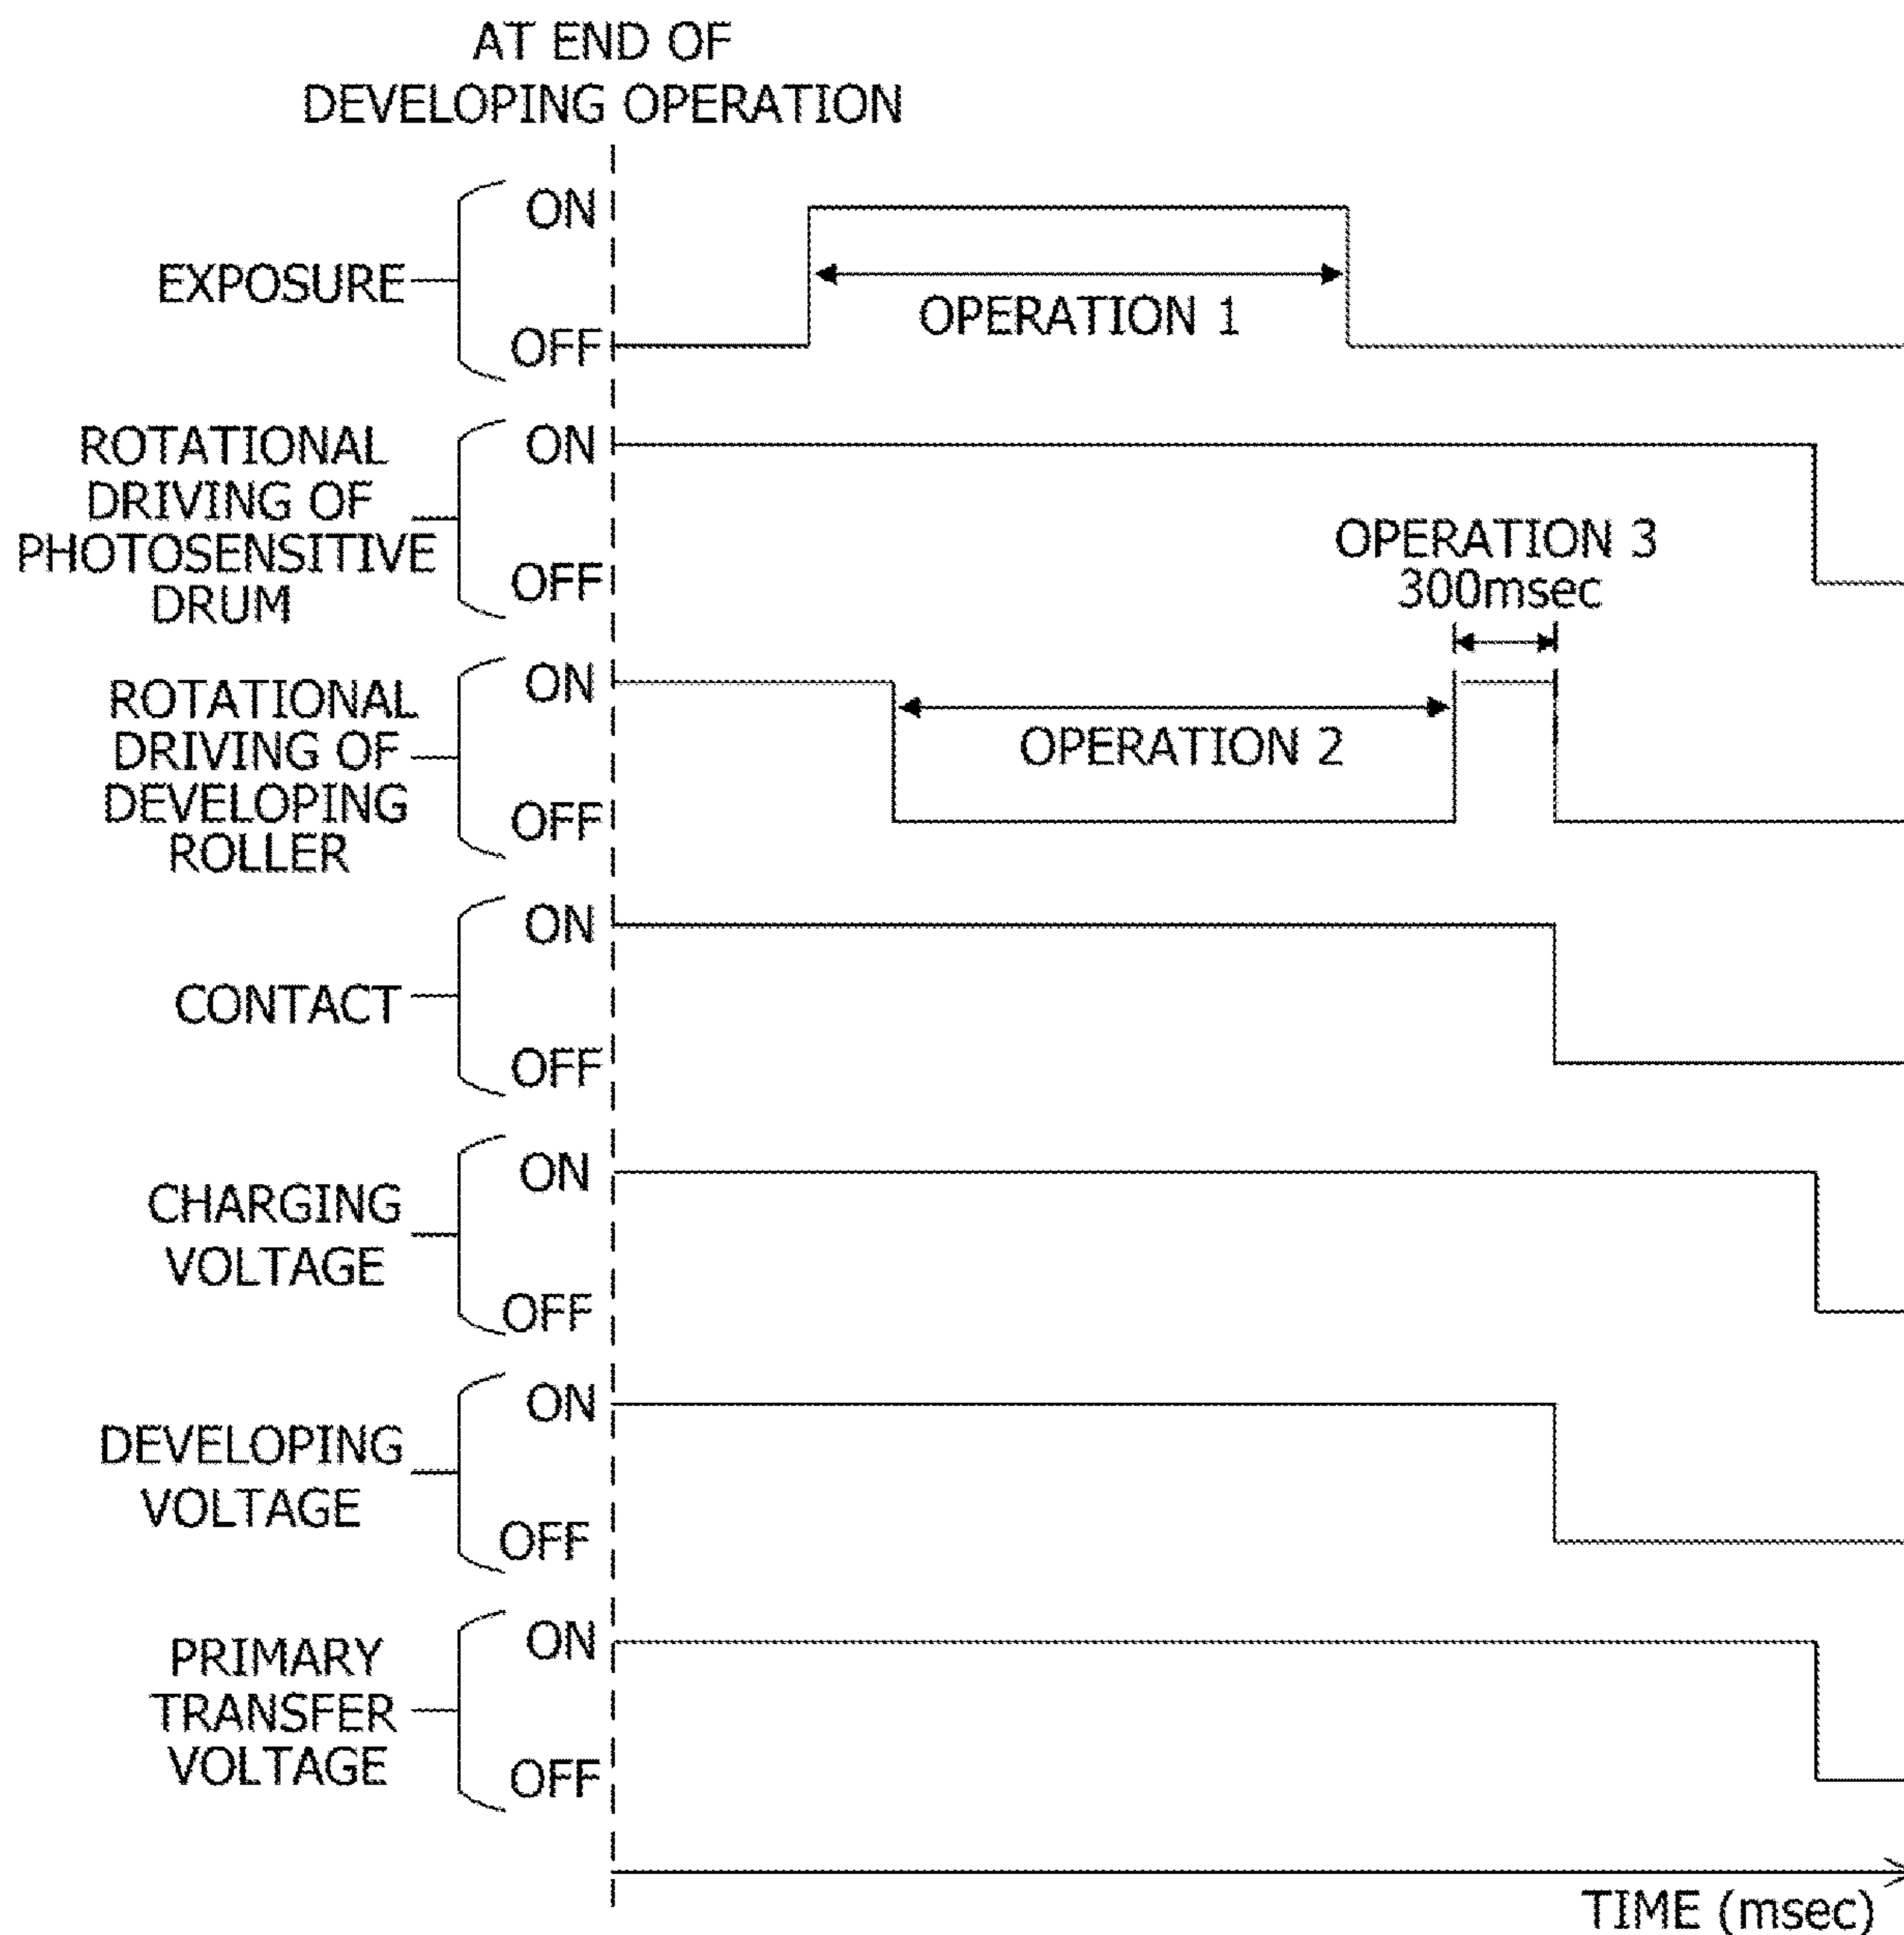 AT END OF
DEVELOPING OPERATION
EXPOSURE
ON
OFF
OPERATION 1
ROTATIONAL
DRIVING OF
PHOTOSENSITIVE
DRUM
ON
OFF
OPERATION 3
300msec
ROTATIONAL
DRIVING OF
DEVELOPING
ROLLER
ON
OFF
OPERATION 2
CONTACT
ON
OFF
CHARGING
VOLTAGE
ON
OFF
DEVELOPING
VOLTAGE
ON
OFF
PRIMARY
TRANSFER
VOLTAGE
ON
OFF
TIME (msec)